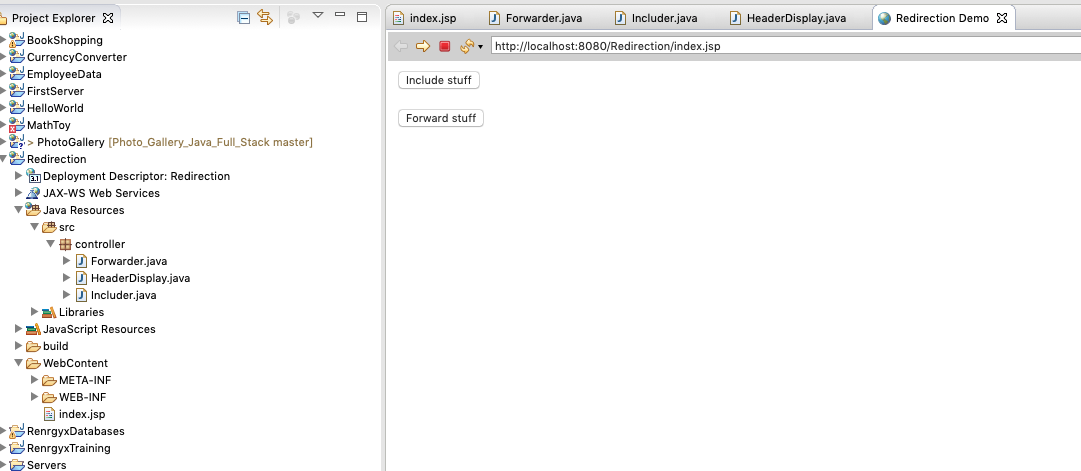 Project Explorer
BookShopping
CurrencyConverter
EmployeeData
FirstServer
HelloWorld
MathToy
> PhotoGallery [Photo_Gallery_Java_Full_Stack master]
Redirection
3.1 Deployment Descriptor: Redirection
JAX-WS Web Services
Java Resources
src
controller
J Forwarder.java
J HeaderDisplay.java
J Includer.java
Libraries
JavaScript Resources
build
WebContent
META-INF
WEB-INF
index.jsp
RenrgyxDatabases
RenrgyxTraining
Servers
index.jsp
J Forwarder.java
J Includer.java
J HeaderDisplay.java
Redirection Demo
http://localhost:8080/Redirection/index.jsp
Include stuff
Forward stuff